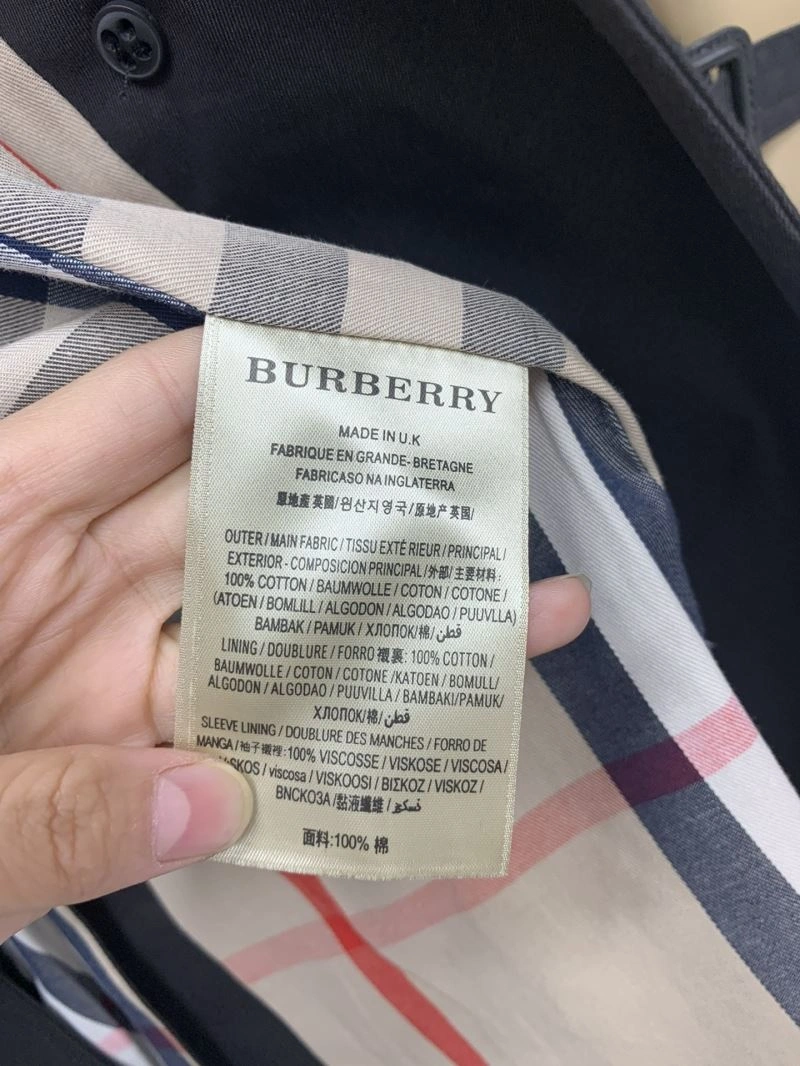 BURBERRY
MADE IN U.K
FABRIQUE EN GRANDE- BRETAGNE
FABRICASO NA INGLATERRA
原地產 英國/원산지 영국/原地产 英国/
OUTER / MAIN FABRIC / TISSU EXTÉ RIEUR / PRINCIPAL /
EXTERIOR - COMPOSICION PRINCIPAL /外部/ 主要材料:
100% COTTON / BAUMWOLLE / COTON / COTONE /
(ATOEN / BOMLILL / ALGODON / ALGODAO / PUUVLLA)
BAMBAK / PAMUK / ХЛОПОК/棉/قطن
LINING / DOUBLURE / FORRO 襯裏: 100% COTTON /
BAUMWOLLE / COTON / COTONE /KATOEN / BOMULL/
ALGODON / ALGODAO / PUUVILLA / BAMBAKI/PAMUK/
ХЛОПОК/棉/قطن
SLEEVE LINING / DOUBLURE DES MANCHES / FORRO DE
MANGA / 袖子襯裡: 100% VISCOSSE / VISKOSE / VISCOSA /
VISKOS / viscosa / VISKOOSI / ΒΙΣΚΟΖ / VISKOZ /
BNCKO3A /黏液纖维 /فسكوز
面料:100% 棉